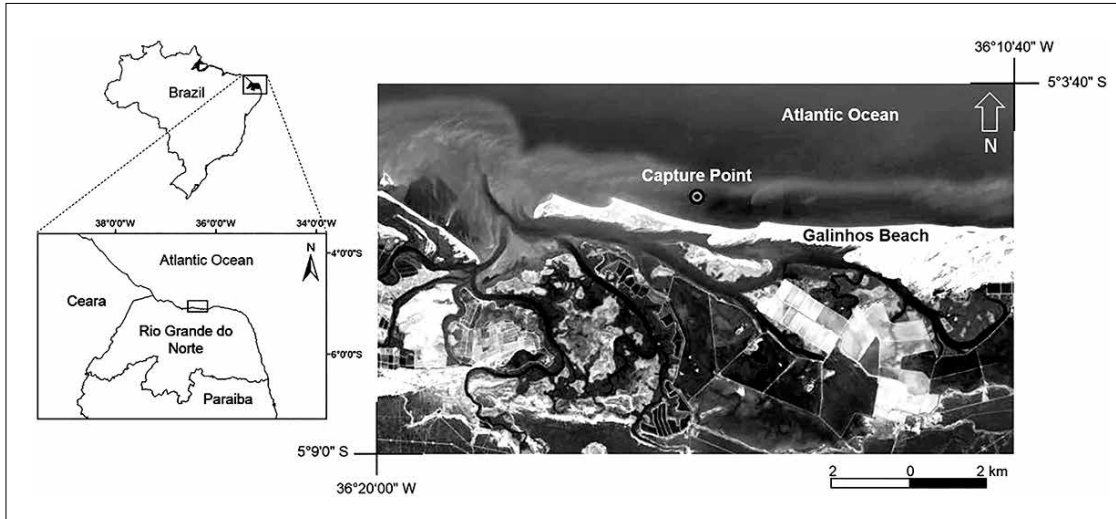 Brazil
38°0'0"W
36°0'0"W
34°0'0"W
N
Atlantic Ocean
4°0'0"S
Ceara
Rio Grande do
Norte
6°0'0"S
Paraiba
36°10'40" W
5°3'40" S
Atlantic Ocean
N
Capture Point
Galinhos Beach
5°9'0" S
36°20'00" W
2 0 2 km